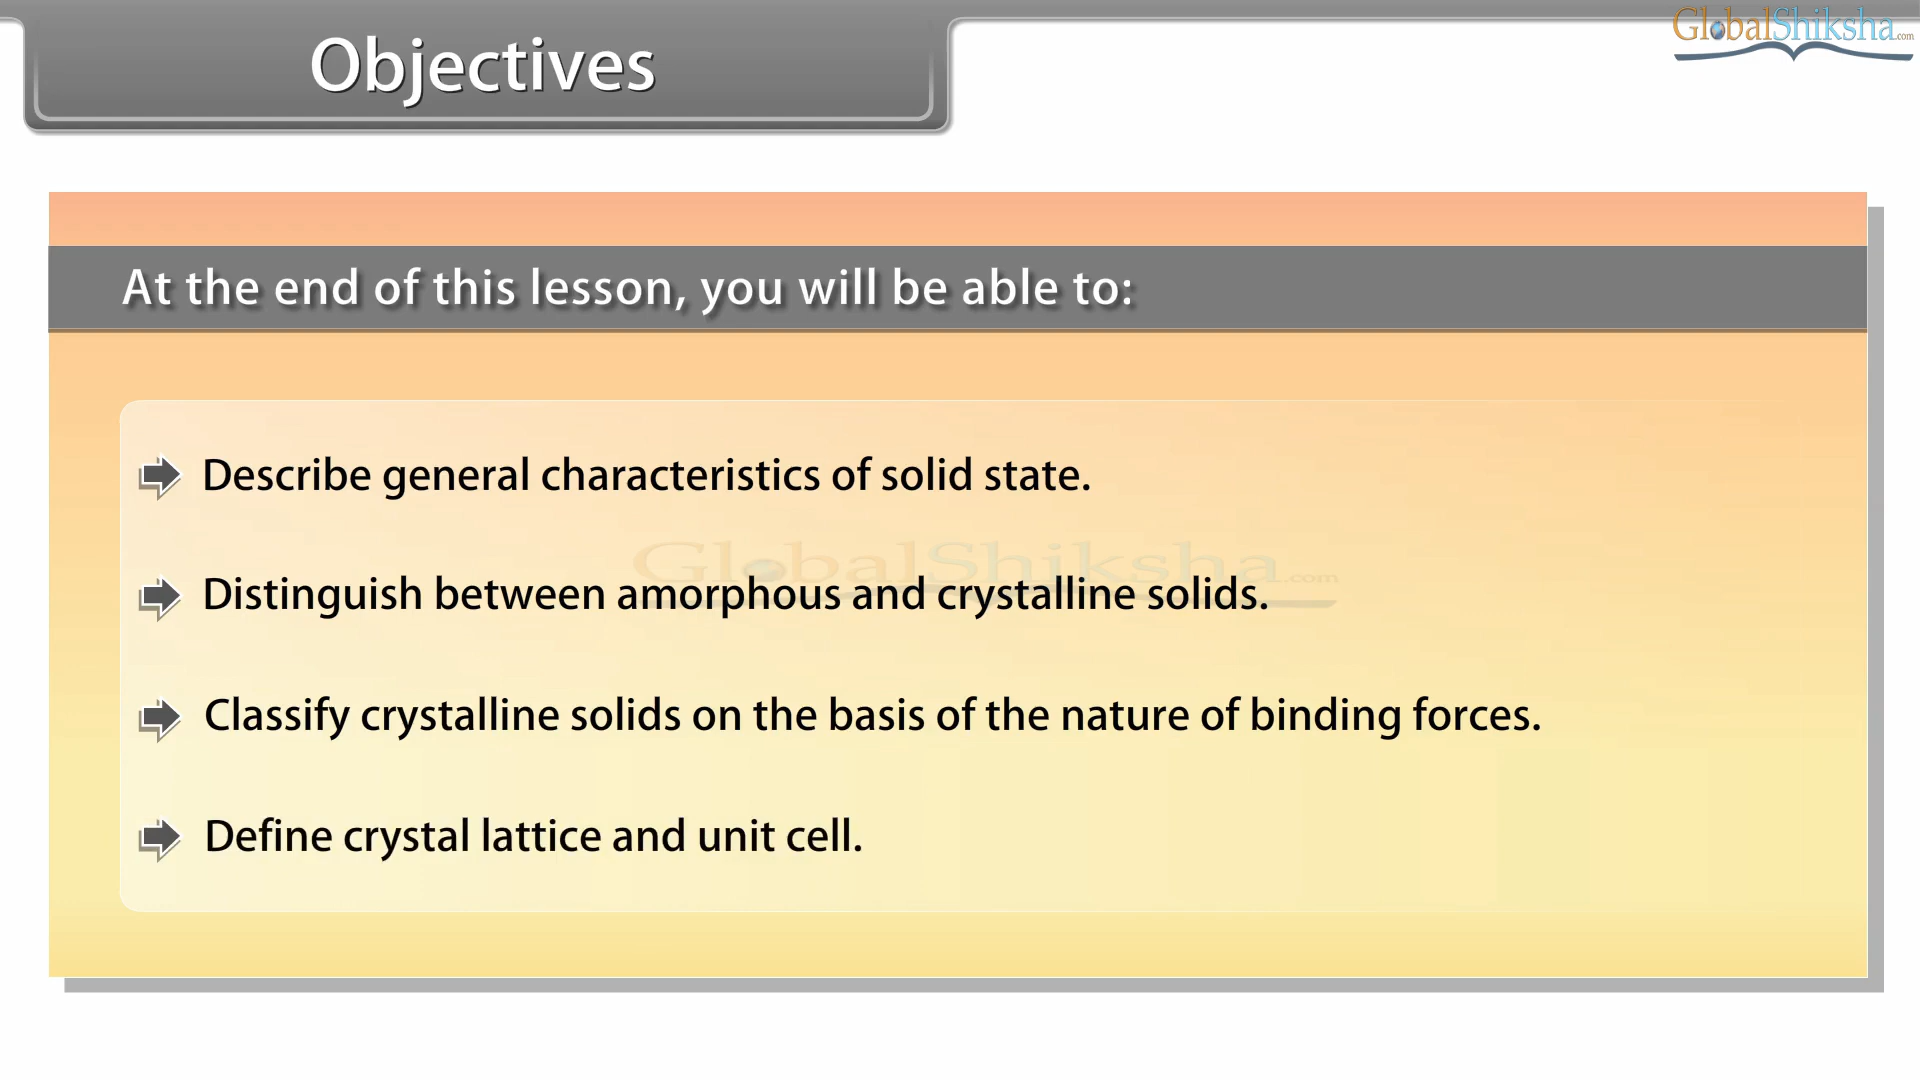 Objectives
GlobalShiksha.com
At the end of this lesson, you will be able to:
Describe general characteristics of solid state.
GlobalShiksha.com
Distinguish between amorphous and crystalline solids.
Classify crystalline solids on the basis of the nature of binding forces.
Define crystal lattice and unit cell.